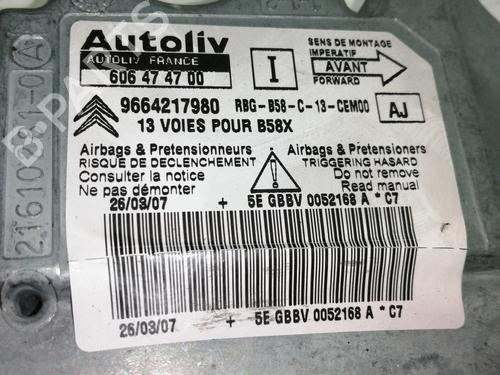 Autoliv
AUTOLIV FRANCE
606 47 47 00
I
SENS DE MONTAGE
IMPERATIF
AVANT
FORWARD
9664217980 RBG-B58-C-13-CEM00
AJ
13 VOIES POUR B58X
Airbags & Pretensionneurs
RISQUE DE DECLENCHEMENT
Consulter la notice
Ne pas démonter
Airbags & Pretensioners
TRIGGERING HASARD
Do not remove
Read manual
26/03/07 + 5E GBBV 0052168 A * C7
26/03/07 + 5E GBBV 0052168 A * C7